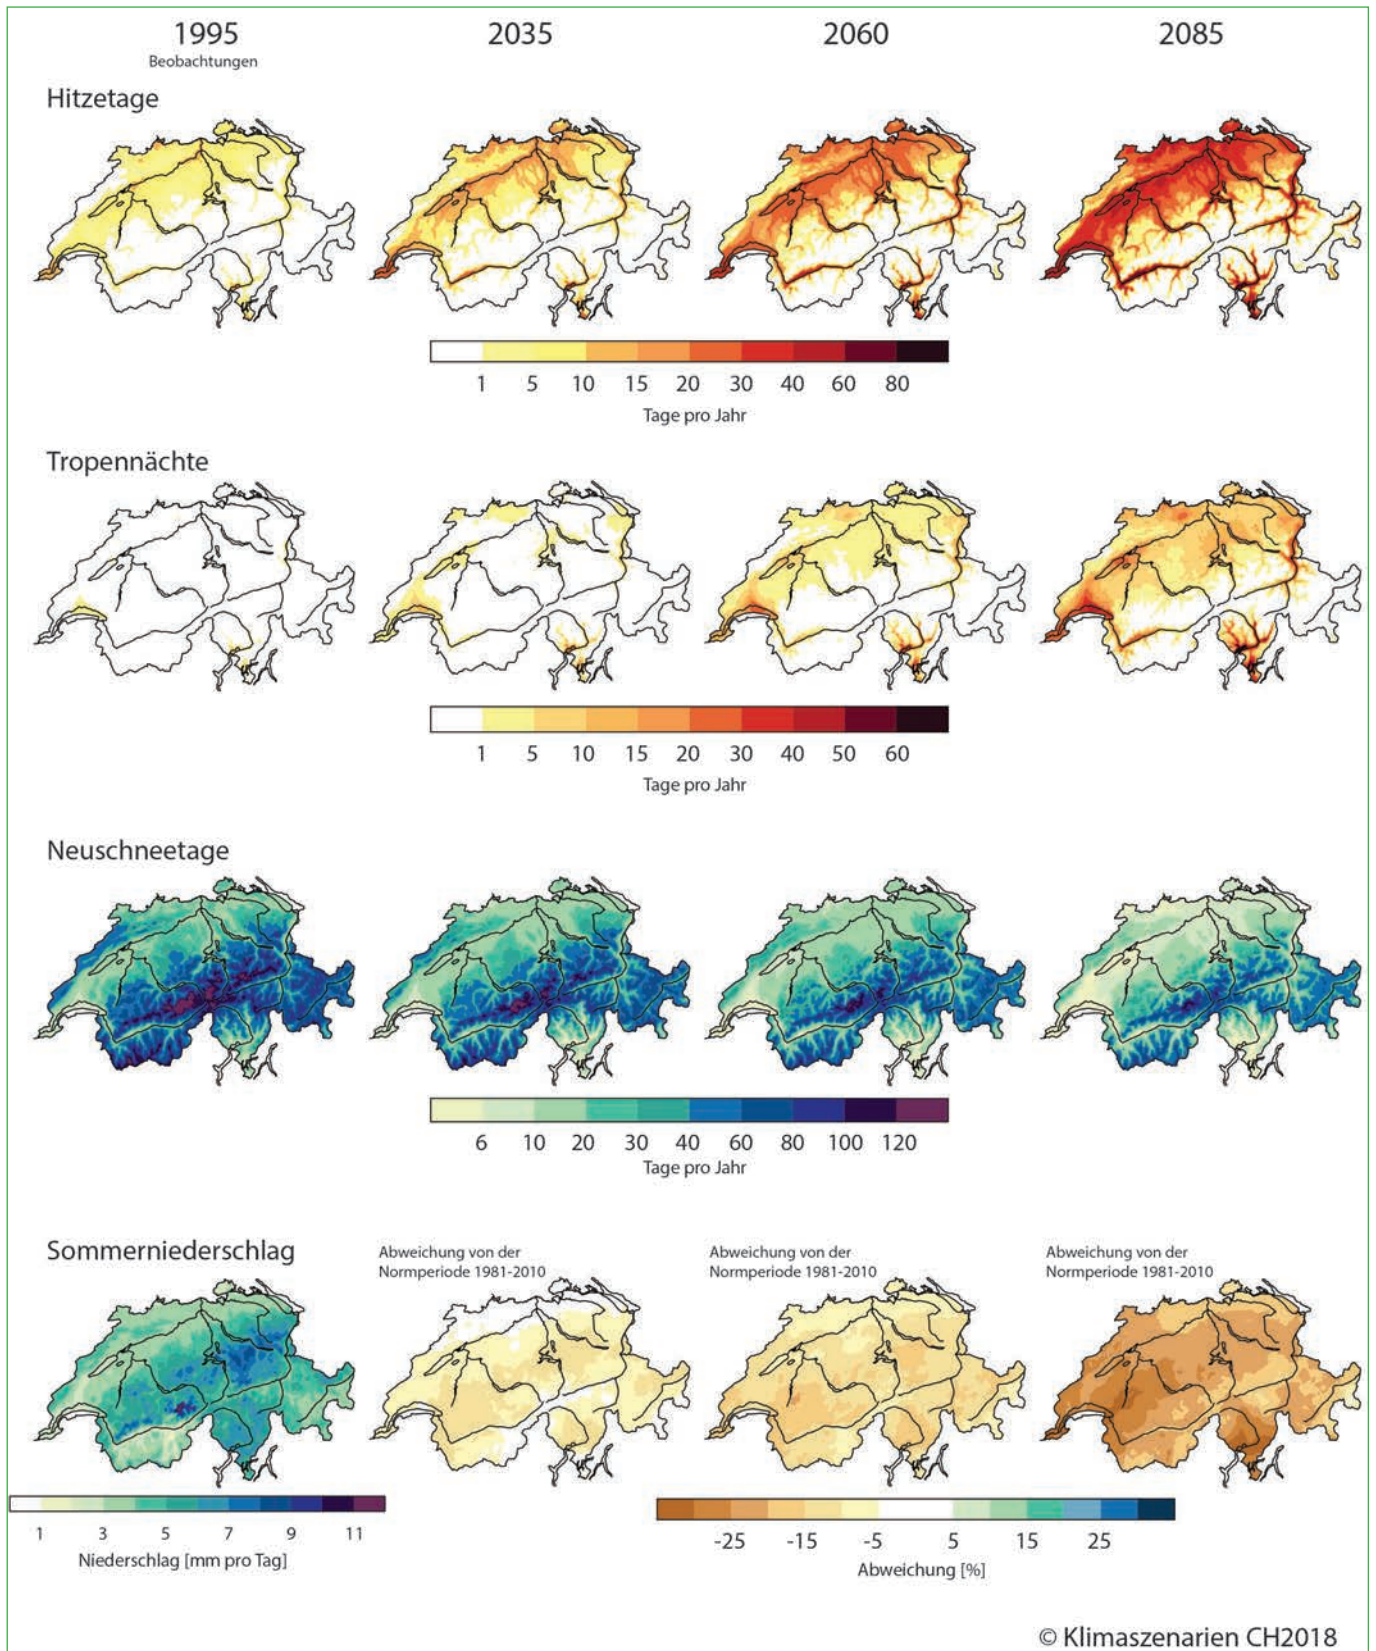 1995 2035 2060 2085
Beobachtungen
Hitzetage
1 5 10 15 20 30 40 60 80
Tage pro Jahr
Tropennächte
1 5 10 15 20 30 40 50 60
Tage pro Jahr
Neuschneetage
6 10 20 30 40 60 80 100 120
Tage pro Jahr
Sommerniederschlag
Abweichung von der
Normperiode 1981-2010
Abweichung von der
Normperiode 1981-2010
Abweichung von der
Normperiode 1981-2010
1 3 5 7 9 11
Niederschlag [mm pro Tag]
-25 -15 -5 5 15 25
Abweichung [%]
© Klimaszenarien CH2018